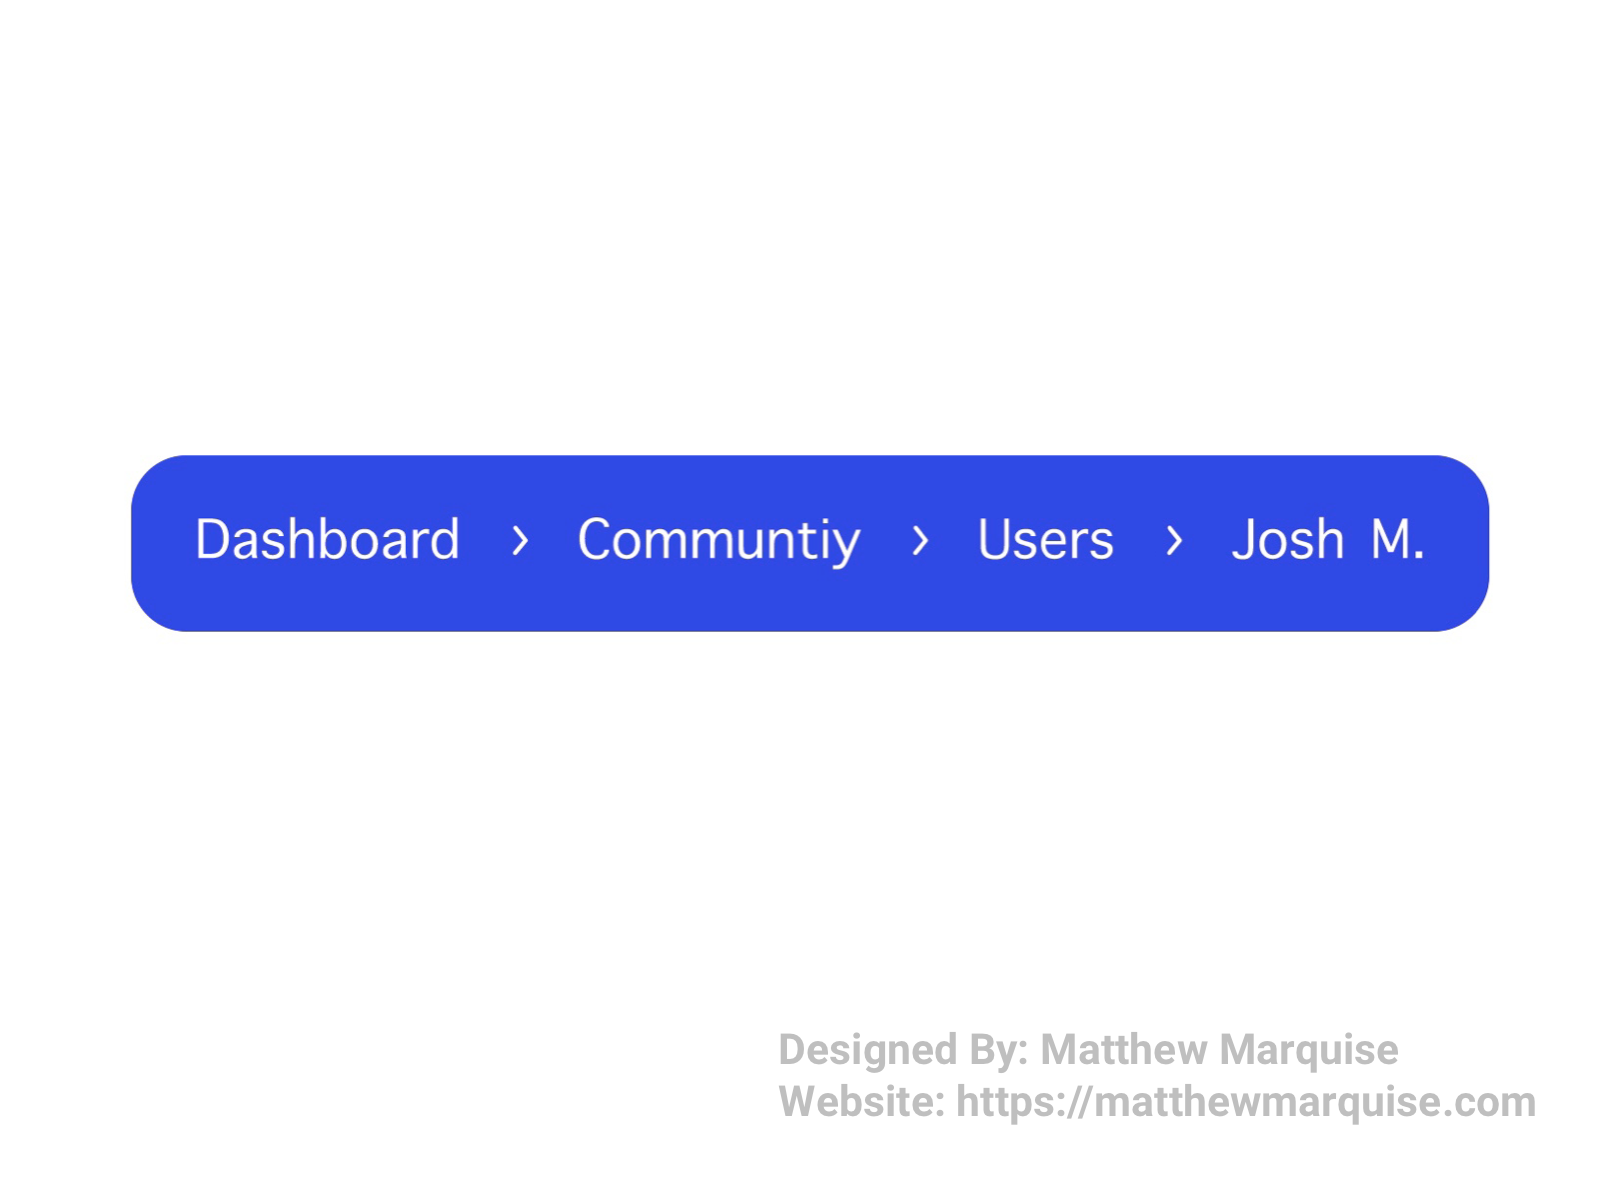 Dashboard › Communtiy › Users › Josh M.
Designed By: Matthew Marquise
Website: https://matthewmarquise.com